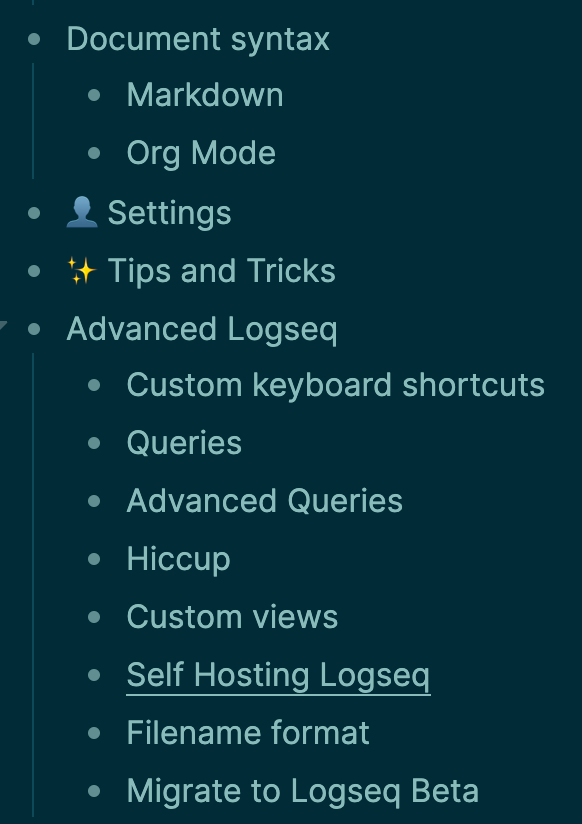 Document syntax
Markdown
Org Mode
👤 Settings
✨ Tips and Tricks
Advanced Logseq
Custom keyboard shortcuts
Queries
Advanced Queries
Hiccup
Custom views
Self Hosting Logseq
Filename format
Migrate to Logseq Beta